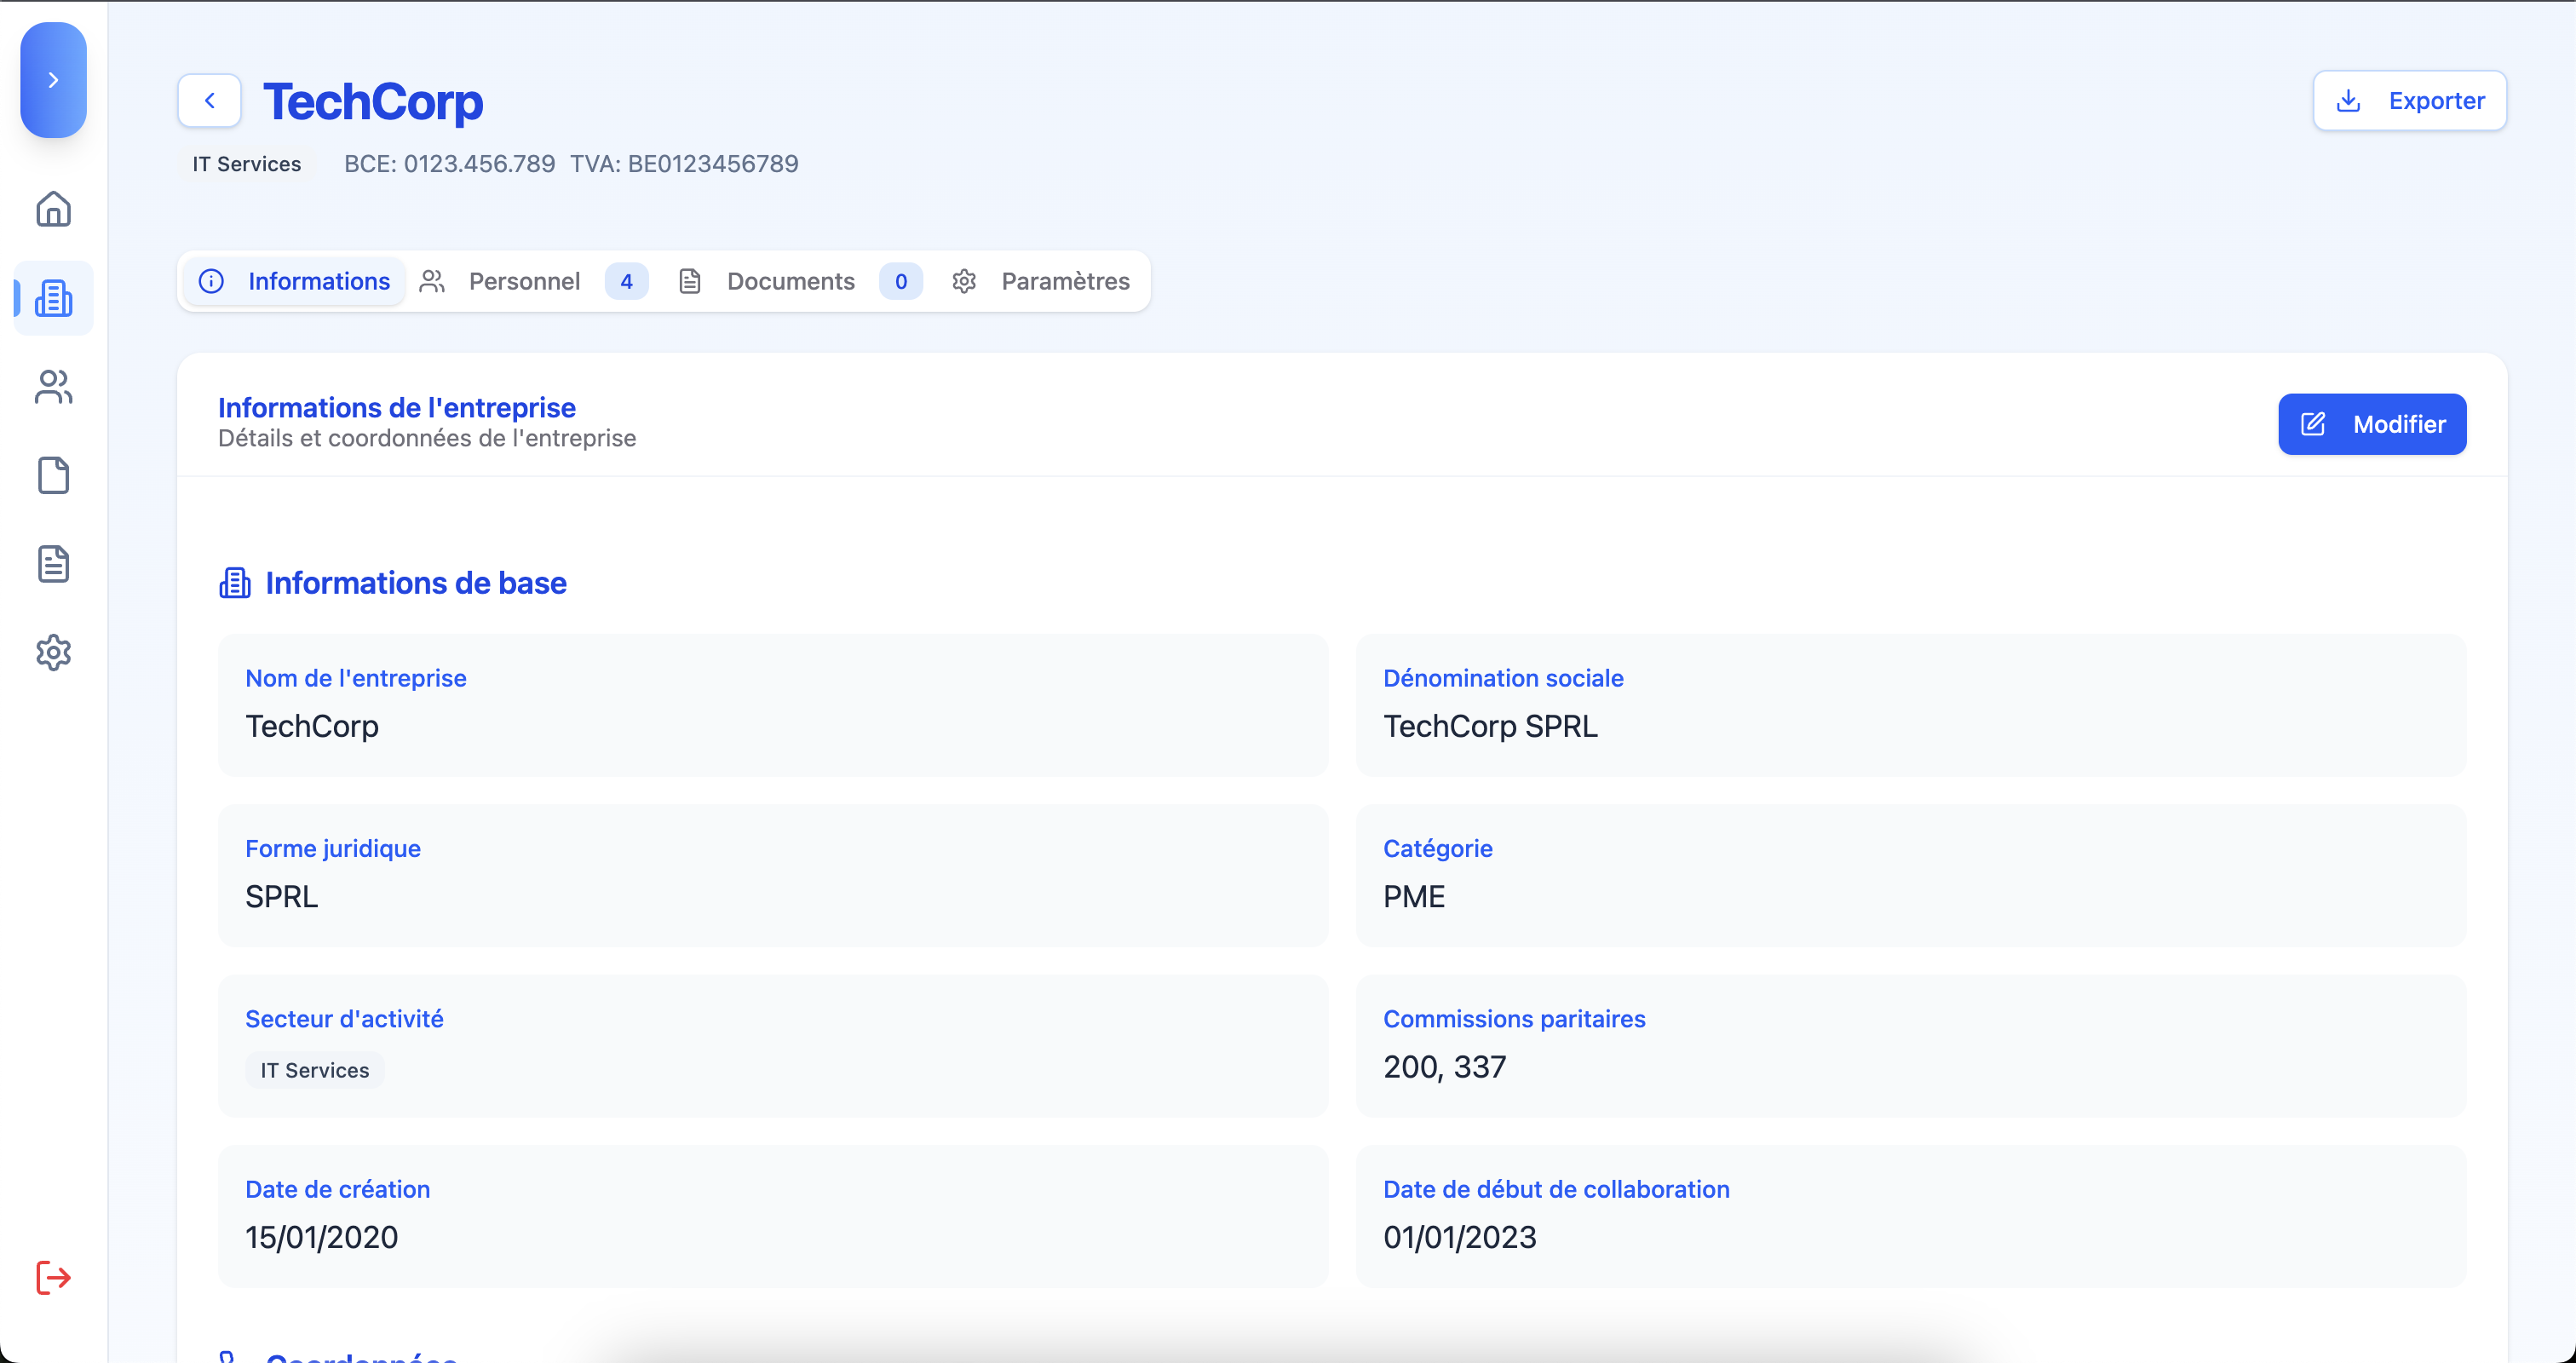 TechCorp
Exporter
IT Services BCE: 0123.456.789 TVA: BE0123456789
Informations Personnel 4 Documents 0 Paramètres
Informations de l'entreprise
Détails et coordonnées de l'entreprise
Modifier
Informations de base
Nom de l'entreprise
TechCorp
Dénomination sociale
TechCorp SPRL
Forme juridique
SPRL
Catégorie
PME
Secteur d'activité
IT Services
Commissions paritaires
200, 337
Date de création
15/01/2020
Date de début de collaboration
01/01/2023
Coordonnées